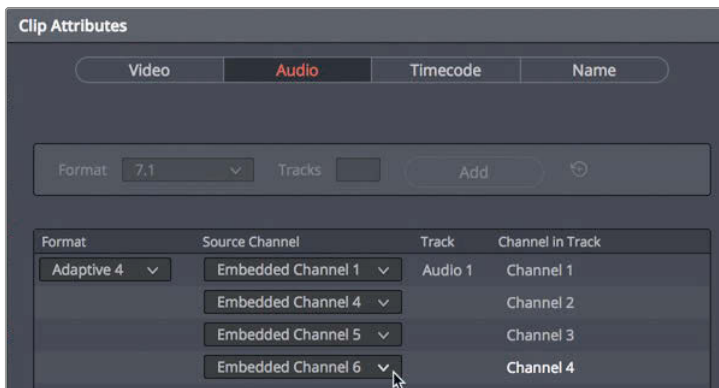 Clip Attributes
Video Audio Timecode Name
Format 7.1 Tracks Add
Format Source Channel Track Channel in Track
Adaptive 4 Embedded Channel 1 Audio 1 Channel 1
Embedded Channel 4 Channel 2
Embedded Channel 5 Channel 3
Embedded Channel 6 Channel 4